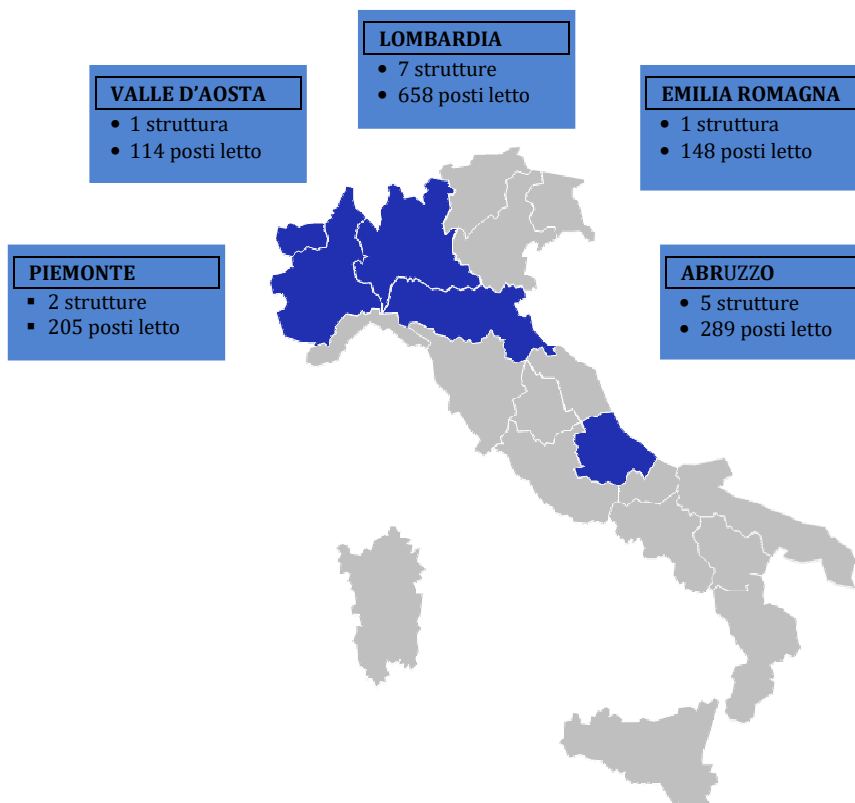 LOMBARDIA
• 7 strutture
• 658 posti letto
VALLE D'AOSTA
• 1 struttura
• 114 posti letto
EMILIA ROMAGNA
• 1 struttura
• 148 posti letto
PIEMONTE
▪ 2 strutture
▪ 205 posti letto
ABRUZZO
• 5 strutture
• 289 posti letto